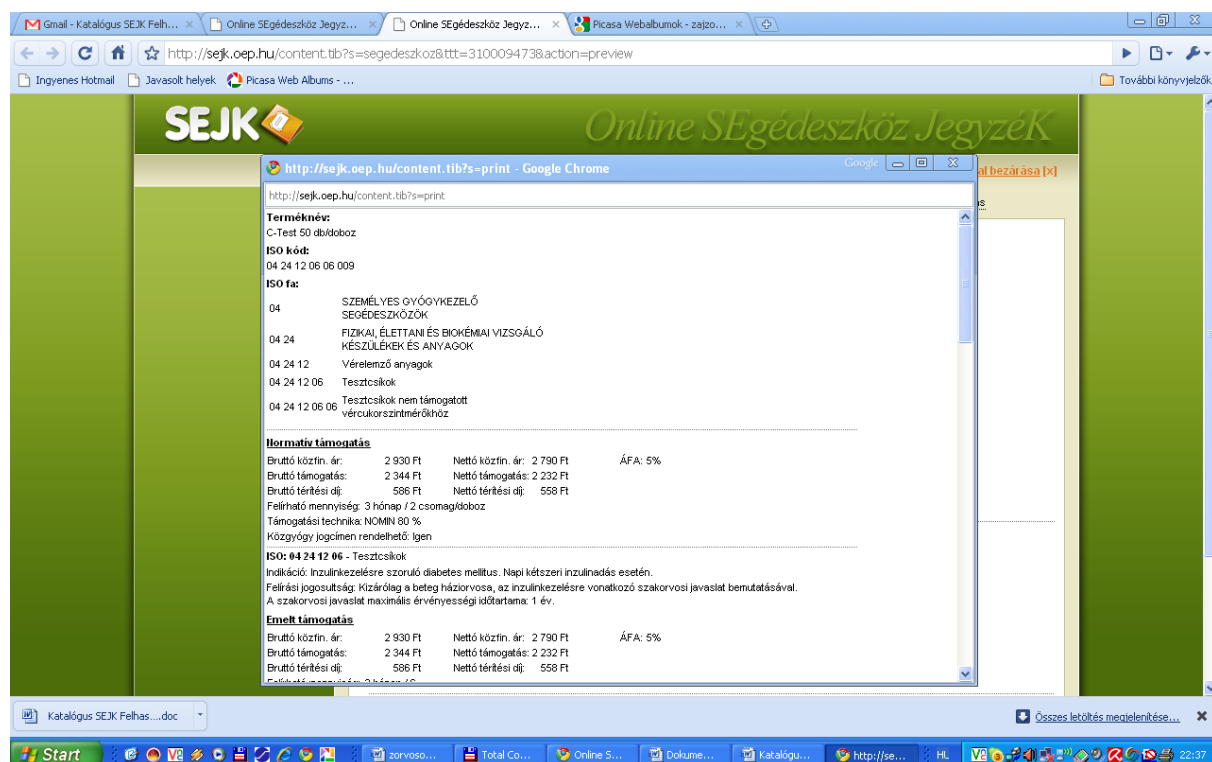 Gmail - Katalógus SEJK Felh... Online SEgédeszköz Jegyz... Online SEgédeszköz Jegyz... Picasa Webalbumok - zajzo...
http://sejk.oep.hu/content.tib?s=segedeszkoz&ttt=310009473&action=preview
Ingyenes Hotmail Javasolt helyek Picasa Web Albums - ... További könyvjelzők
SEJK Online SEgédeszköz JegyzéK
http://sejk.oep.hu/content.tib?s=print - Google Chrome Google
al bezárása [x]
http://sejk.oep.hu/content.tib?s=print
Terméknév:
C-Test 50 db/doboz
ISO kód:
04 24 12 06 06 009
ISO fa:
04 SZEMÉLYES GYÓGYKEZELŐ
SEGÉDESZKÖZÖK
04 24 FIZIKAI, ÉLETTANI ÉS BIOKÉMIAI VIZSGÁLÓ
KÉSZÜLÉKEK ÉS ANYAGOK
04 24 12 Vérelemző anyagok
04 24 12 06 Tesztcsíkok
04 24 12 06 06 Tesztcsíkok nem támogatott
vércukorszintmérőkhöz
Normatív támogatás
Bruttó közfin. ár: 2 930 Ft Nettó közfin. ár: 2 790 Ft ÁFA: 5%
Bruttó támogatás: 2 344 Ft Nettó támogatás: 2 232 Ft
Bruttó térítési díj: 586 Ft Nettó térítési díj: 558 Ft
Felírható mennyiség: 3 hónap / 2 csomag/doboz
Támogatási technika: NOMIN 80 %
Közgyógy jogcímen rendelhető: Igen
ISO: 04 24 12 06 - Tesztcsíkok
Indikáció: Inzulinkezelésre szoruló diabetes mellitus. Napi kétszeri inzulinadás esetén.
Felírási jogosultság: Kizárólag a beteg háziorvosa, az inzulinkezelésre vonatkozó szakorvosi javaslat bemutatásával.
A szakorvosi javaslat maximális érvényességi időtartama: 1 év.
Emelt támogatás
Bruttó közfin. ár: 2 930 Ft Nettó közfin. ár: 2 790 Ft ÁFA: 5%
Bruttó támogatás: 2 344 Ft Nettó támogatás: 2 232 Ft
Bruttó térítési díj: 586 Ft Nettó térítési díj: 558 Ft
Katalógus SEJK Felhas....doc Összes letöltés megjelenítése...
Start zorvoso... Total Co... Online S... Dokume... Katalógu... http://se... HL 22:37